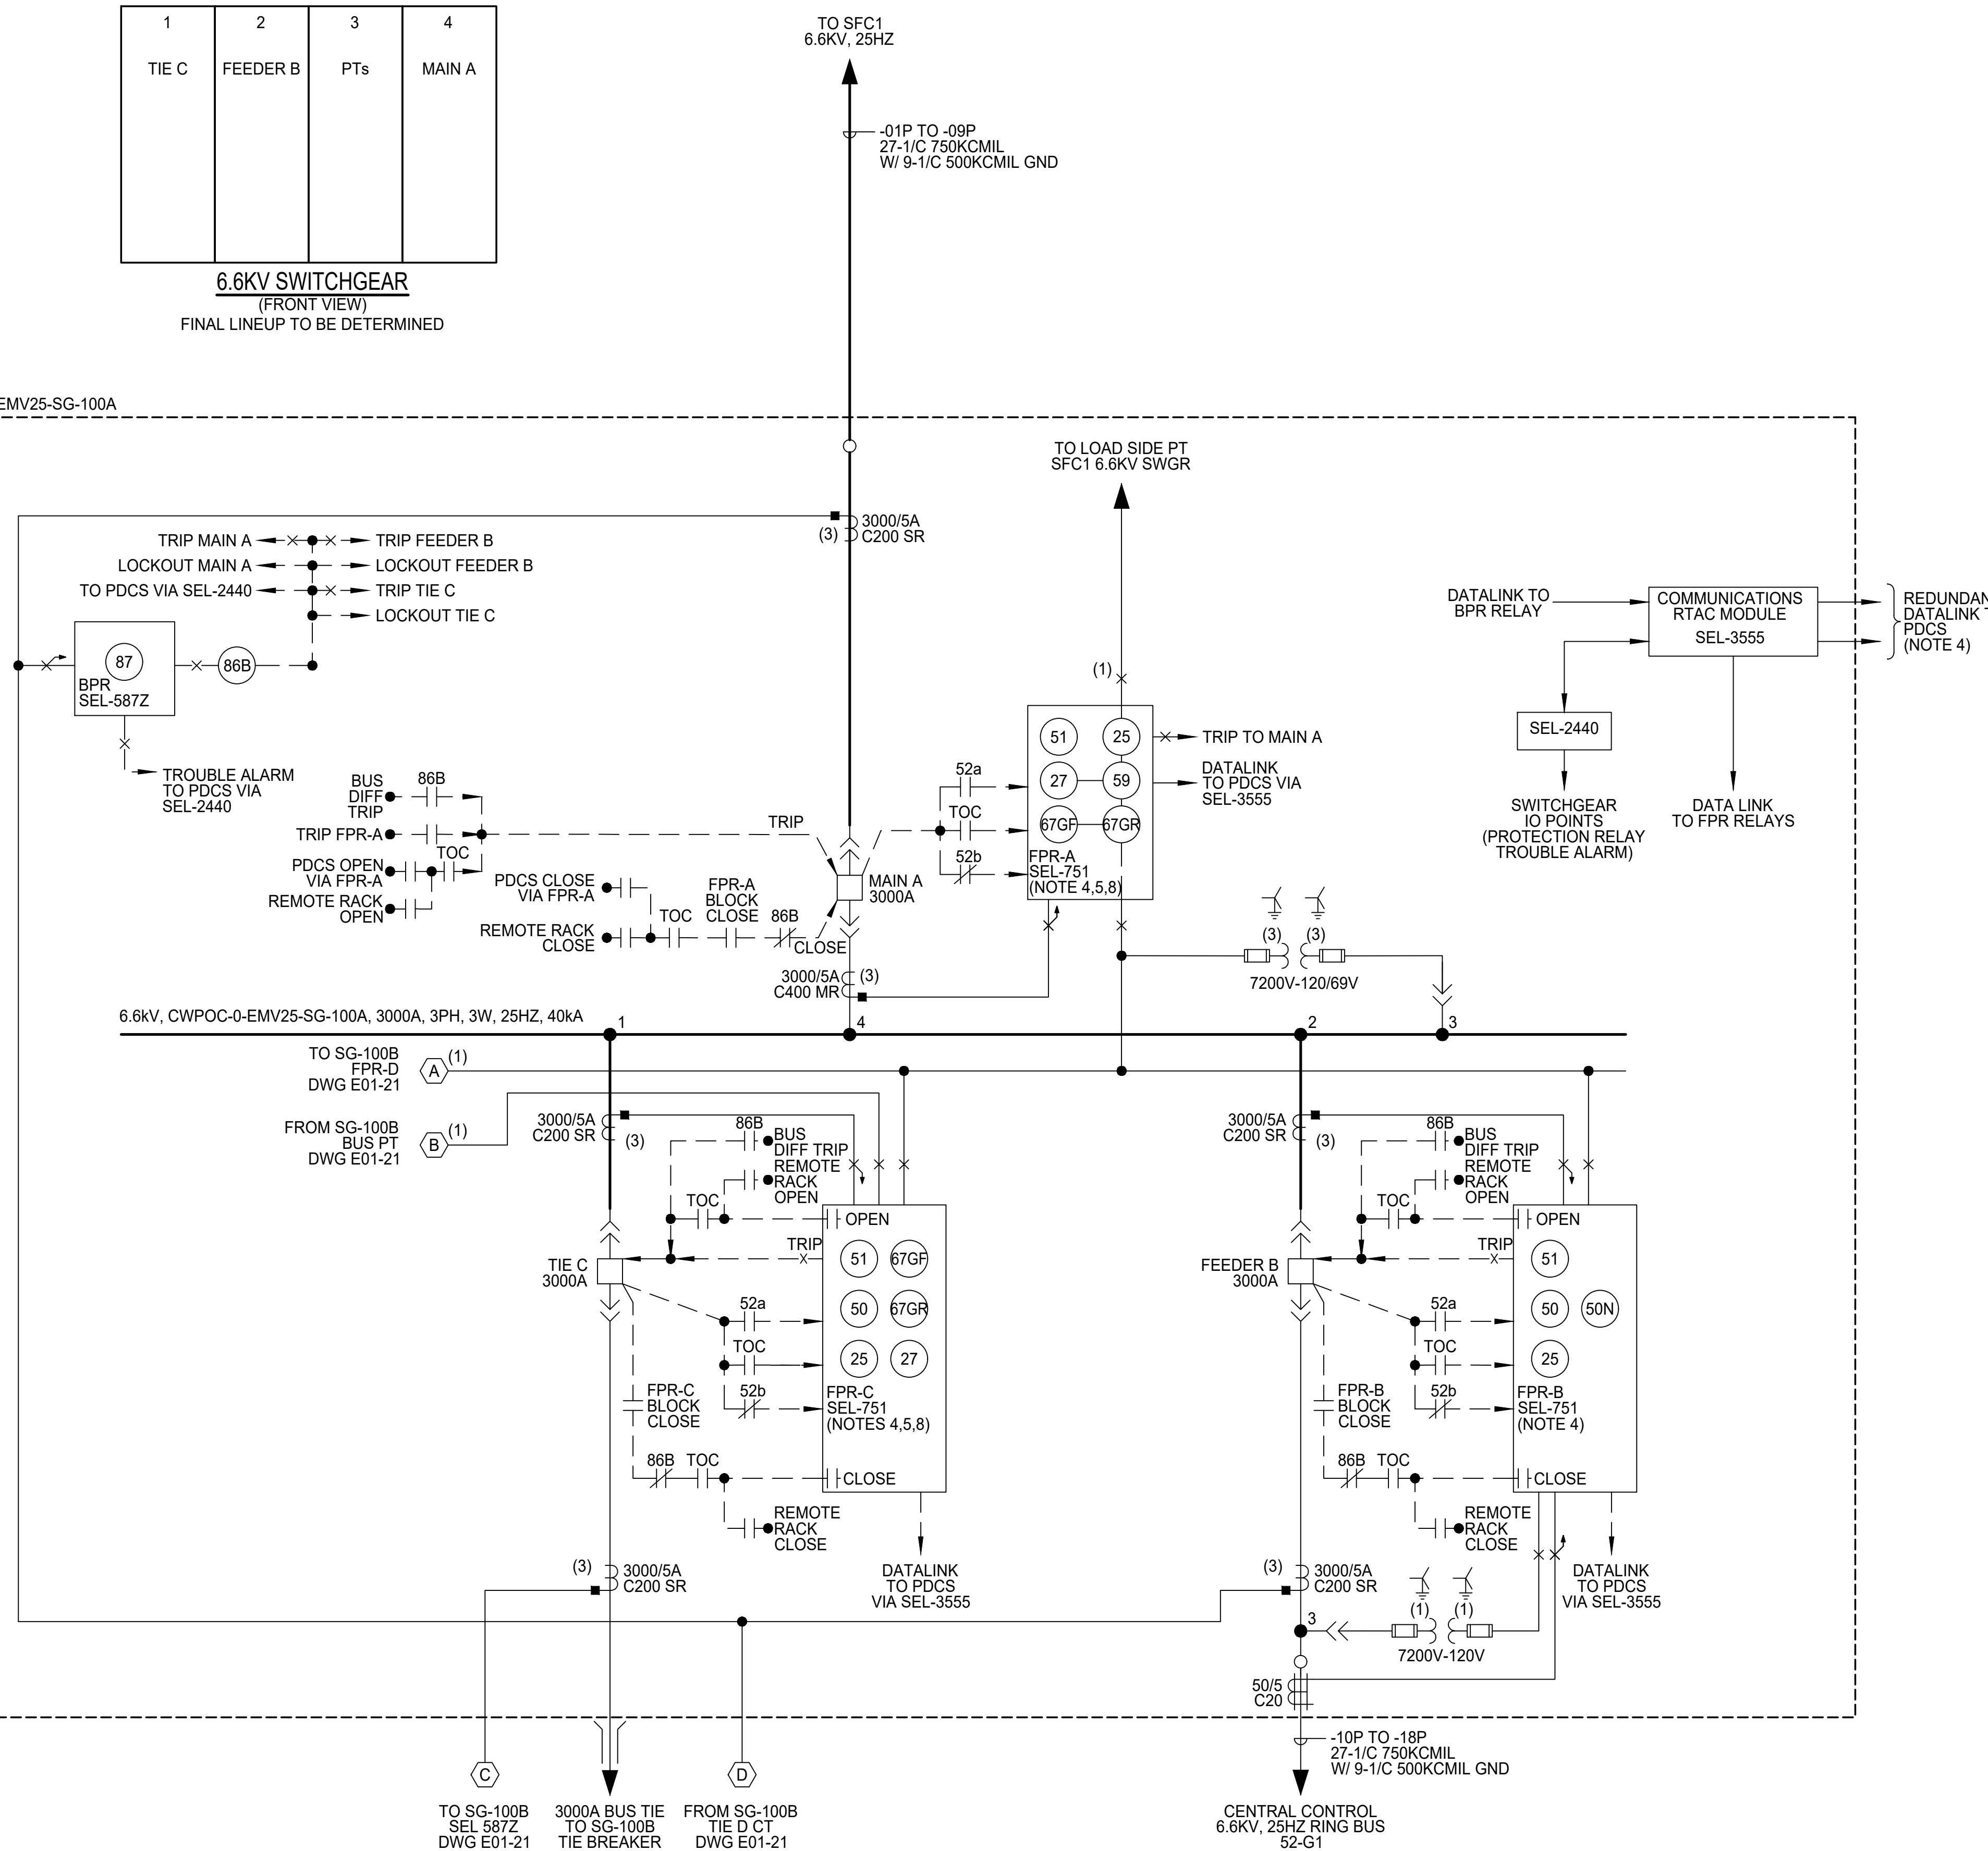 1
2
3
4
TIE C
FEEDER B
PTs
MAIN A
6.6KV SWITCHGEAR
(FRONT VIEW)
FINAL LINEUP TO BE DETERMINED
TO SFC1
6.6KV, 25HZ
-01P TO -09P
27-1/C 750KCMIL
W/ 9-1/C 500KCMIL GND
EMV25-SG-100A
TO LOAD SIDE PT
SFC1 6.6KV SWGR
3000/5A
(3)
C200 SR
TRIP MAIN A
TRIP FEEDER B
LOCKOUT MAIN A
LOCKOUT FEEDER B
TO PDCS VIA SEL-2440
TRIP TIE C
LOCKOUT TIE C
87
86B
BPR
SEL-587Z
TROUBLE ALARM
TO PDCS VIA
SEL-2440
DATALINK TO
BPR RELAY
COMMUNICATIONS
RTAC MODULE
SEL-3555
REDUNDAN
DATALINK T
PDCS
(NOTE 4)
SEL-2440
SWITCHGEAR
IO POINTS
(PROTECTION RELAY
TROUBLE ALARM)
DATA LINK
TO FPR RELAYS
(1)
51
25
TRIP TO MAIN A
27
59
DATALINK
TO PDCS VIA
SEL-3555
67GF
67GR
FPR-A
SEL-751
(NOTE 4,5,8)
52a
TOC
52b
BUS
DIFF
TRIP
86B
TRIP FPR-A
TRIP
TOC
PDCS OPEN
VIA FPR-A
REMOTE RACK
OPEN
PDCS CLOSE
VIA FPR-A
FPR-A
BLOCK
CLOSE
TOC
86B
REMOTE RACK
CLOSE
CLOSE
MAIN A
3000A
3000/5A
(3)
C400 MR
(3)
(3)
7200V-120/69V
6.6kV, CWPOC-0-EMV25-SG-100A, 3000A, 3PH, 3W, 25HZ, 40kA
1
4
2
3
TO SG-100B
FPR-D
DWG E01-21
A
(1)
FROM SG-100B
BUS PT
DWG E01-21
B
(1)
3000/5A
C200 SR
(3)
86B
BUS
DIFF TRIP
REMOTE
RACK
OPEN
TOC
OPEN
TRIP
TIE C
3000A
51
67GF
50
67GR
25
27
52a
TOC
52b
FPR-C
SEL-751
(NOTES 4,5,8)
FPR-C
BLOCK
CLOSE
86B
TOC
CLOSE
REMOTE
RACK
CLOSE
(3)
3000/5A
C200 SR
DATALINK
TO PDCS
VIA SEL-3555
3000/5A
C200 SR
(3)
86B
BUS
DIFF TRIP
REMOTE
RACK
OPEN
TOC
OPEN
TRIP
FEEDER B
3000A
51
50
50N
25
52a
TOC
52b
FPR-B
SEL-751
(NOTE 4)
FPR-B
BLOCK
CLOSE
86B
TOC
CLOSE
REMOTE
RACK
CLOSE
(3)
3000/5A
C200 SR
DATALINK
TO PDCS
VIA SEL-3555
3
(1)
(1)
7200V-120V
50/5
C20
-10P TO -18P
27-1/C 750KCMIL
W/ 9-1/C 500KCMIL GND
C
D
TO SG-100B
SEL 587Z
DWG E01-21
3000A BUS TIE
TO SG-100B
TIE BREAKER
FROM SG-100B
TIE D CT
DWG E01-21
CENTRAL CONTROL
6.6KV, 25HZ RING BUS
52-G1